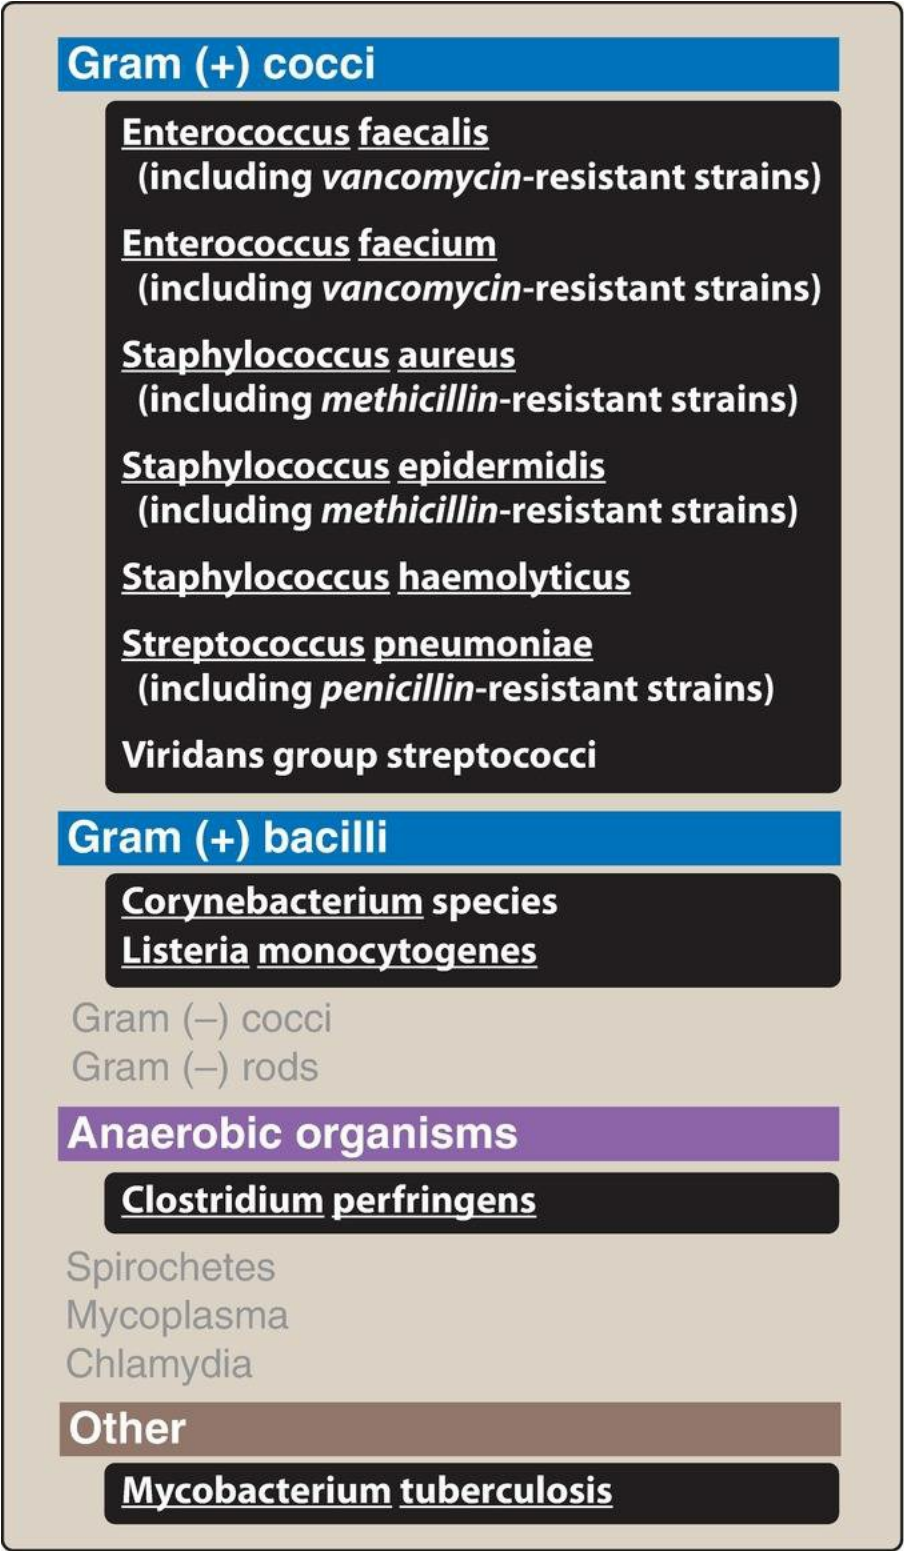 Gram (+) cocci
Enterococcus faecalis
(including vancomycin-resistant strains)
Enterococcus faecium
(including vancomycin-resistant strains)
Staphylococcus aureus
(including methicillin-resistant strains)
Staphylococcus epidermidis
(including methicillin-resistant strains)
Staphylococcus haemolyticus
Streptococcus pneumoniae
(including penicillin-resistant strains)
Viridans group streptococci
Gram (+) bacilli
Corynebacterium species
Listeria monocytogenes
Gram (–) cocci
Gram (–) rods
Anaerobic organisms
Clostridium perfringens
Spirochetes
Mycoplasma
Chlamydia
Other
Mycobacterium tuberculosis